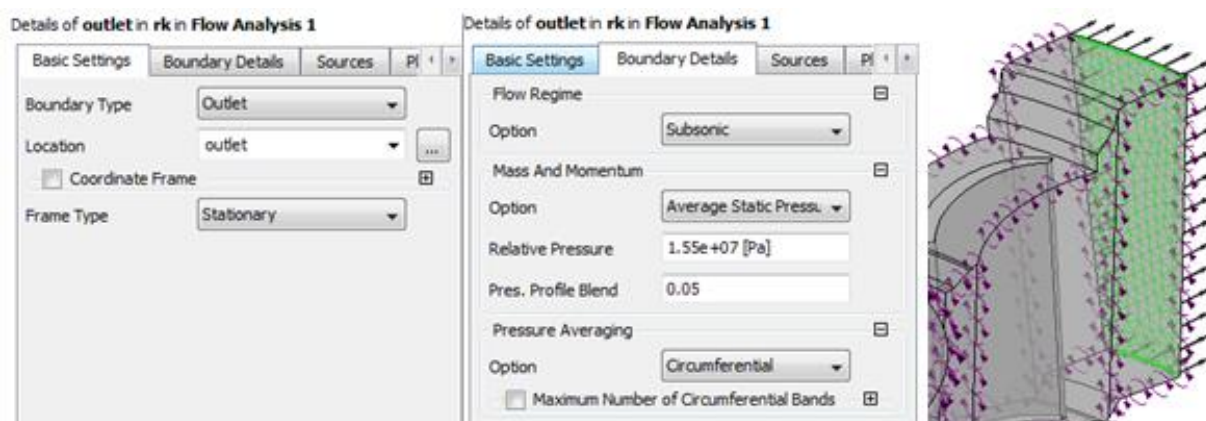 Details of outlet in rk in Flow Analysis 1
Basic Settings
Boundary Details
Sources
Pl
Boundary Type
Outlet
Location
outlet
...
Coordinate Frame
Frame Type
Stationary
Details of outlet in rk in Flow Analysis 1
Basic Settings
Boundary Details
Sources
Pl
Flow Regime
Option
Subsonic
Mass And Momentum
Option
Average Static Pressu
Relative Pressure
1.55e+07 [Pa]
Pres. Profile Blend
0.05
Pressure Averaging
Option
Circumferential
Maximum Number of Circumferential Bands